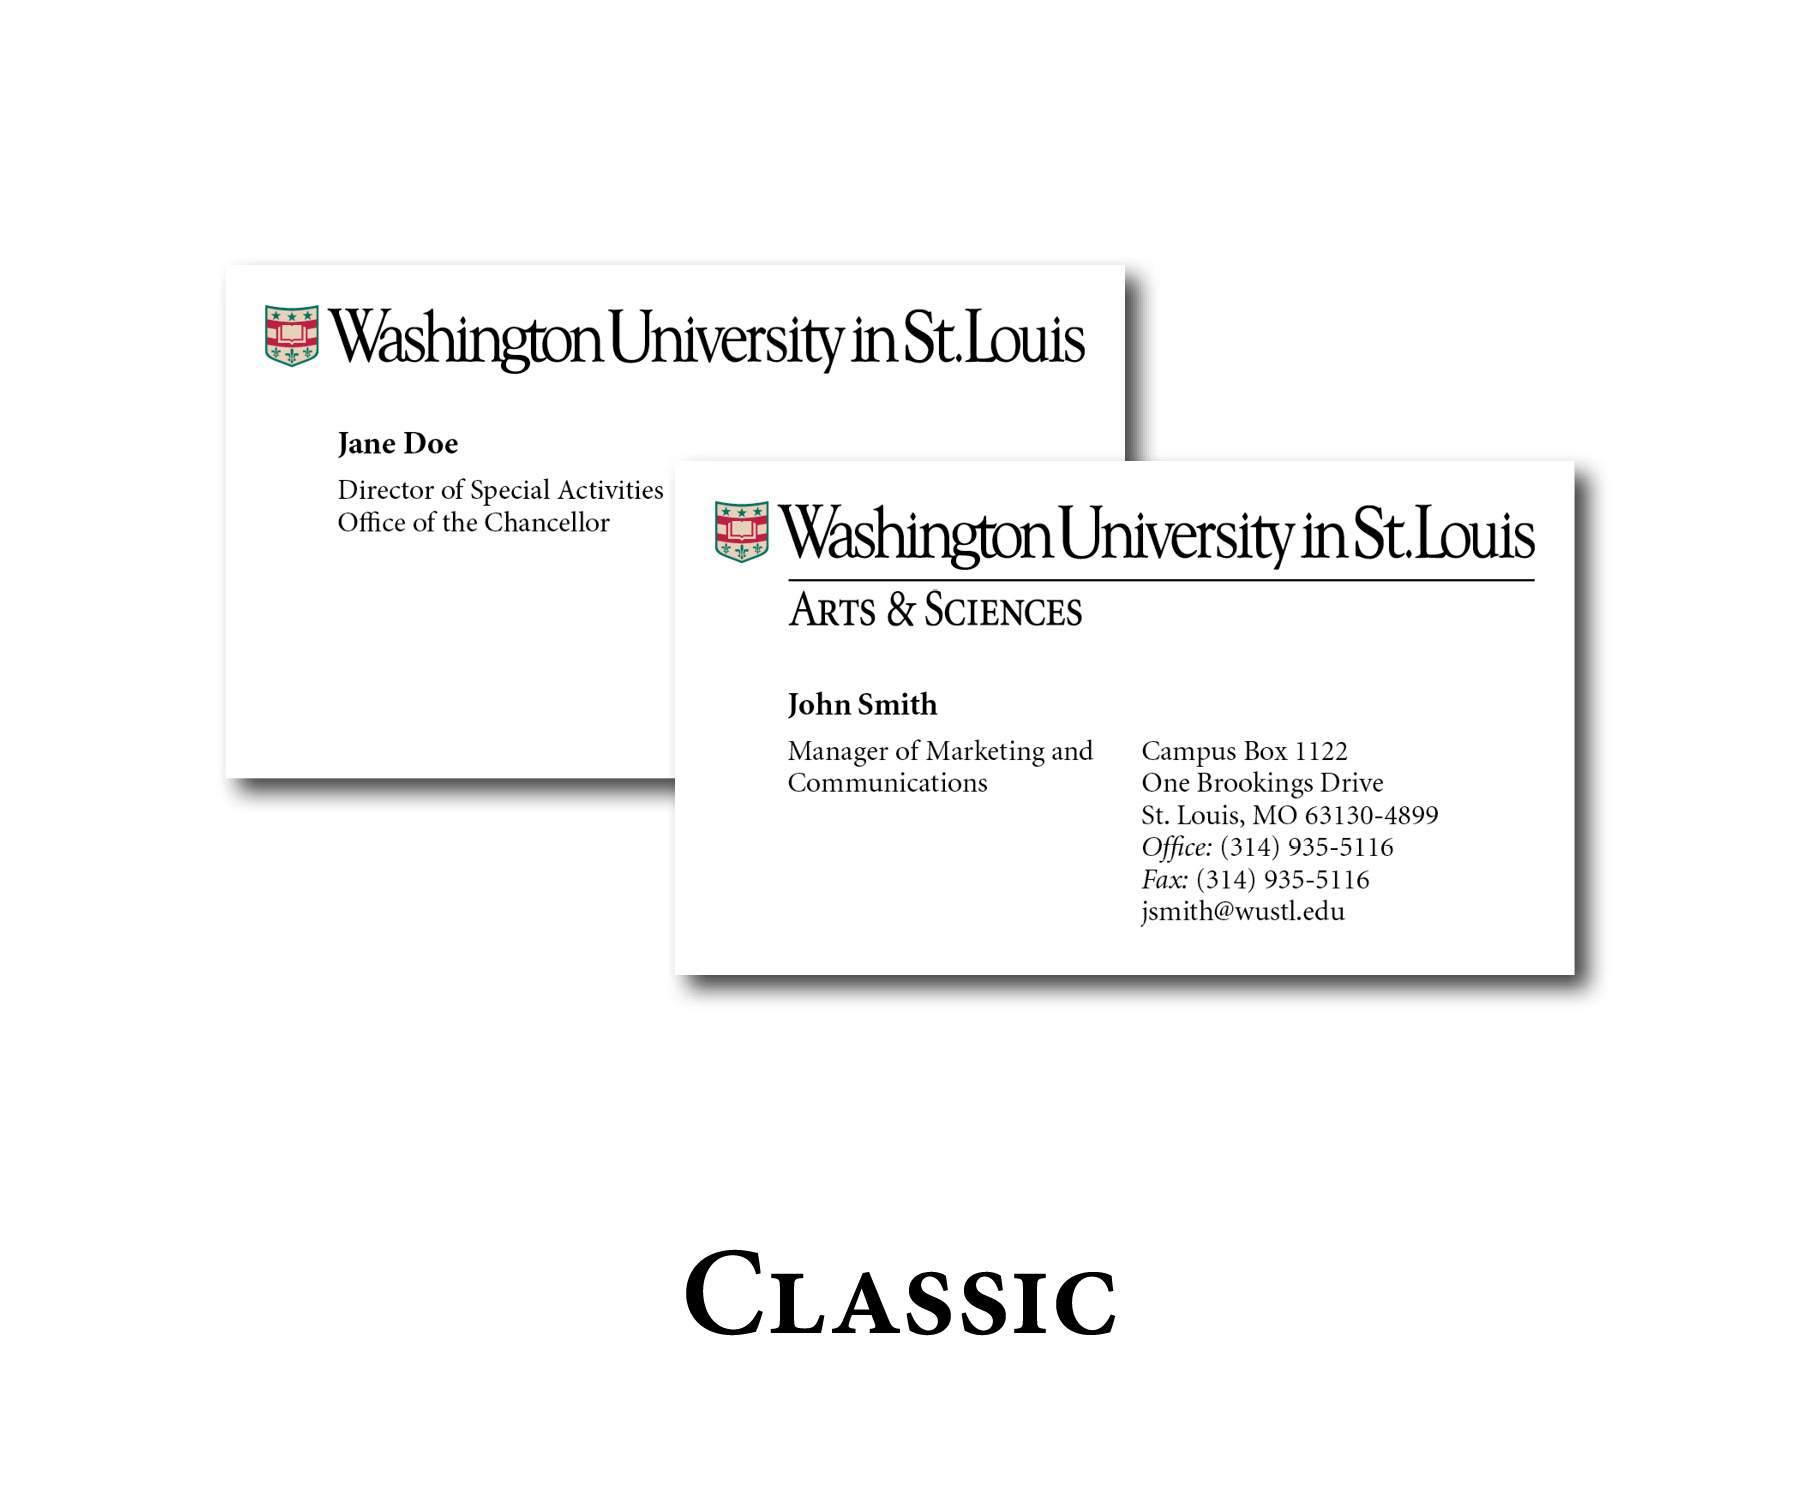 Washington University in St. Louis
Jane Doe
Director of Special Activities
Office of the Chancellor
Washington University in St. Louis
Arts & Sciences
John Smith
Manager of Marketing and
Communications
Campus Box 1122
One Brookings Drive
St. Louis, MO 63130-4899
Office: (314) 935-5116
Fax: (314) 935-5116
jsmith@wustl.edu
Classic